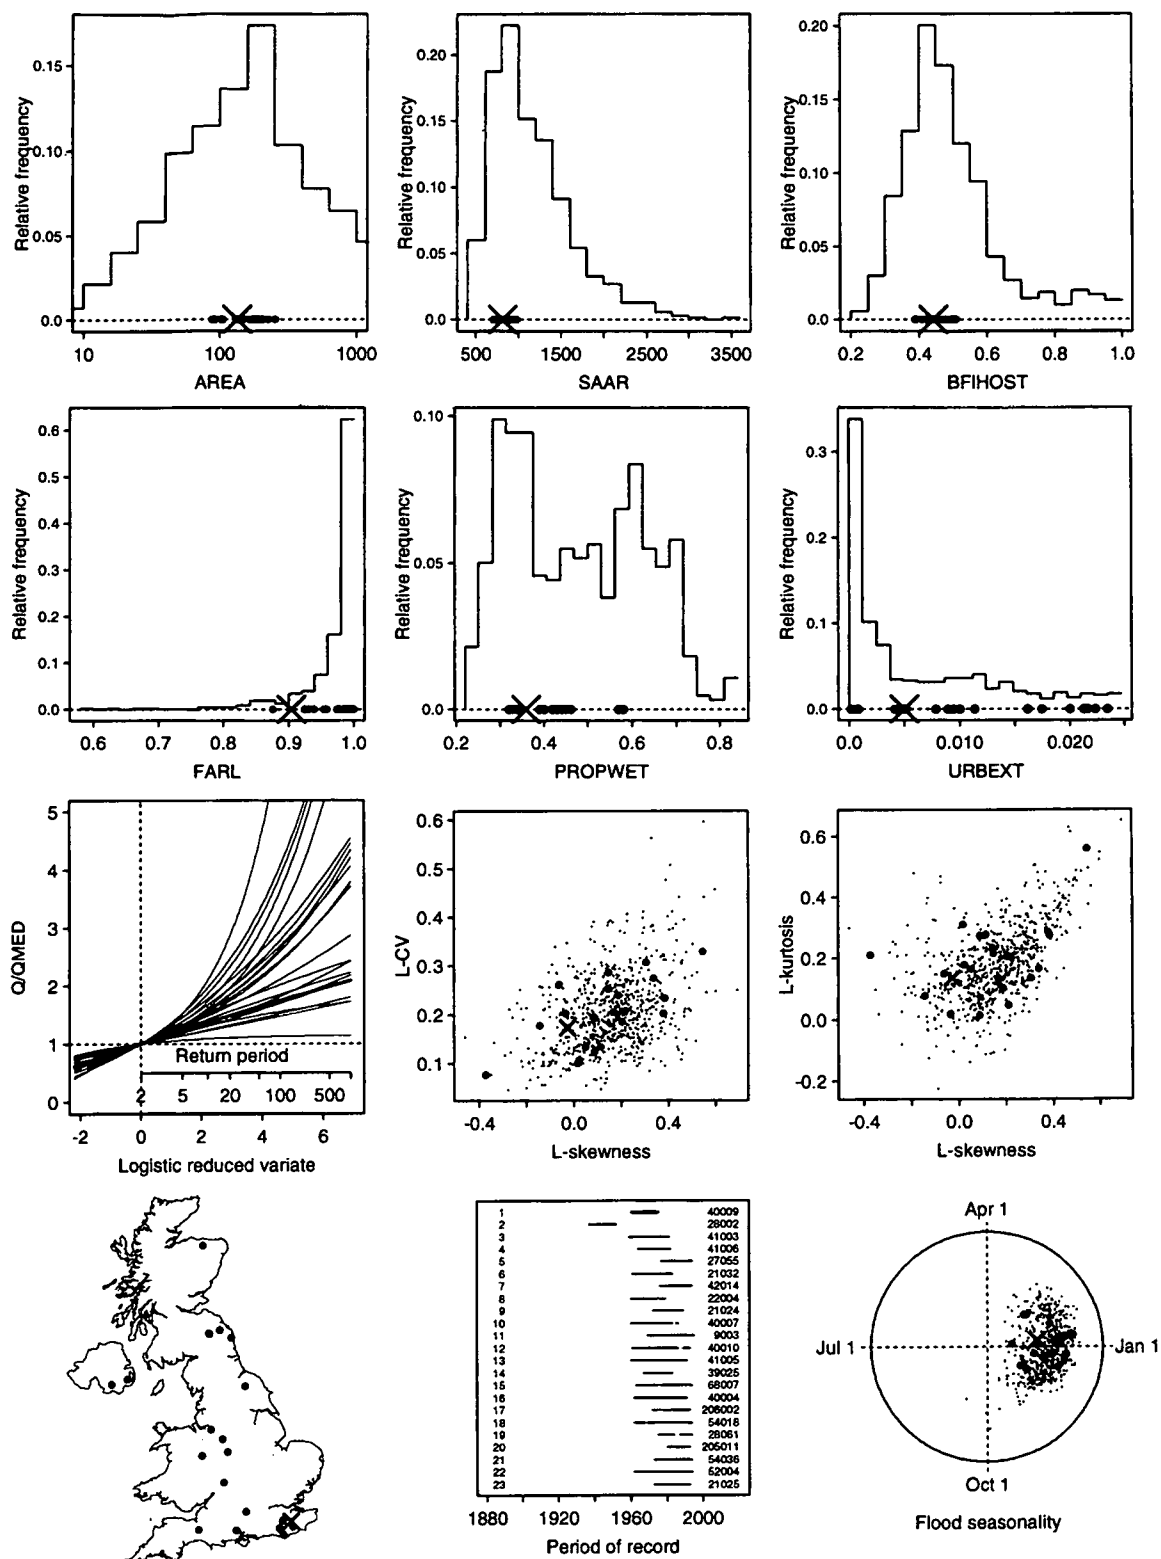 Relative frequency
0.15
0.10
0.05
0.0
10 100 1000
AREA
Relative frequency
0.20
0.15
0.10
0.05
0.0
500 1500 2500 3500
SAAR
Relative frequency
0.20
0.15
0.10
0.05
0.0
0.2 0.4 0.6 0.8 1.0
BFIHOST
Relative frequency
0.6
0.5
0.4
0.3
0.2
0.1
0.0
0.6 0.7 0.8 0.9 1.0
FARL
Relative frequency
0.10
0.05
0.0
0.2 0.4 0.6 0.8
PROPWET
Relative frequency
0.3
0.2
0.1
0.0
0.0 0.010 0.020
URBEXT
Q/QMED
5
4
3
2
1
0
Return period
2 5 20 100 500
-2 0 2 4 6
Logistic reduced variate
L-CV
0.6
0.5
0.4
0.3
0.2
0.1
-0.4 0.0 0.4
L-skewness
L-kurtosis
0.6
0.4
0.2
0.0
-0.2
-0.4 0.0 0.4
L-skewness
1 40009
2 28002
3 41003
4 41006
5 27055
6 21032
7 42014
8 22004
9 21024
10 40007
11 9003
12 40010
13 41005
14 39025
15 68007
16 40004
17 206002
18 54018
19 28061
20 205011
21 54036
22 52004
23 21025
1880 1920 1960 2000
Period of record
Apr 1
Jul 1
Jan 1
Oct 1
Flood seasonality